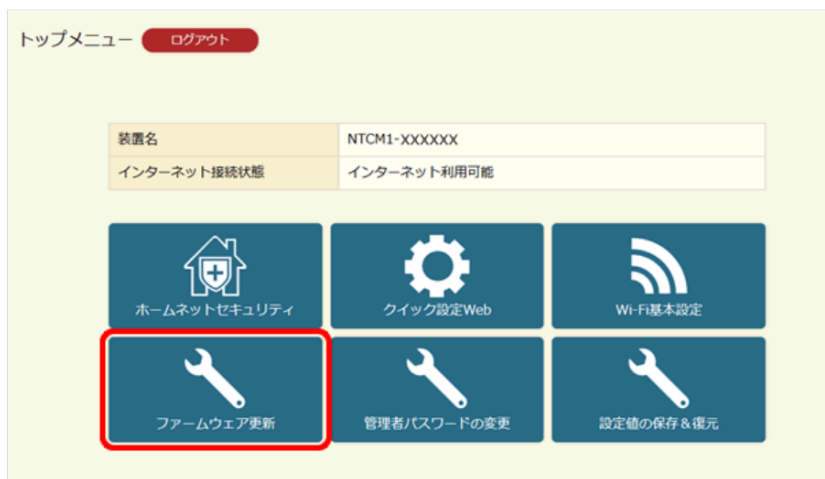 トップメニュー ログアウト
装置名 NTCM1-XXXXXX
インターネット接続状態 インターネット利用可能
ホームネットセキュリティ クイック設定Web Wi-Fi基本設定
ファームウェア更新 管理者パスワードの変更 設定値の保存&復元